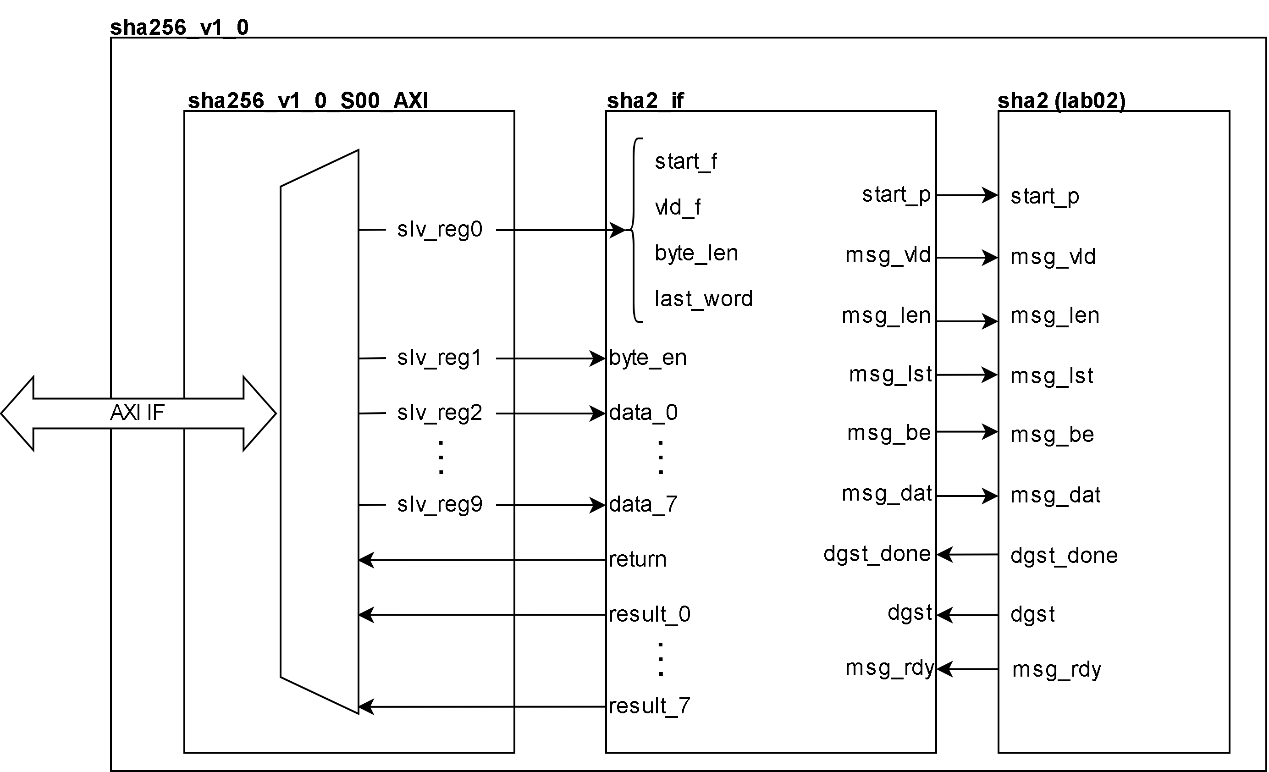 sha256_v1_0
sha256_v1_0_S00_AXI
sha2_if
sha2 (lab02)
start_f
vld_f
byte_len
last_word
slv_reg0
slv_reg1
slv_reg2
slv_reg9
AXI IF
byte_en
data_0
data_7
return
result_0
result_7
start_p
msg_vld
msg_len
msg_lst
msg_be
msg_dat
dgst_done
dgst
msg_rdy
start_p
msg_vld
msg_len
msg_lst
msg_be
msg_dat
dgst_done
dgst
msg_rdy